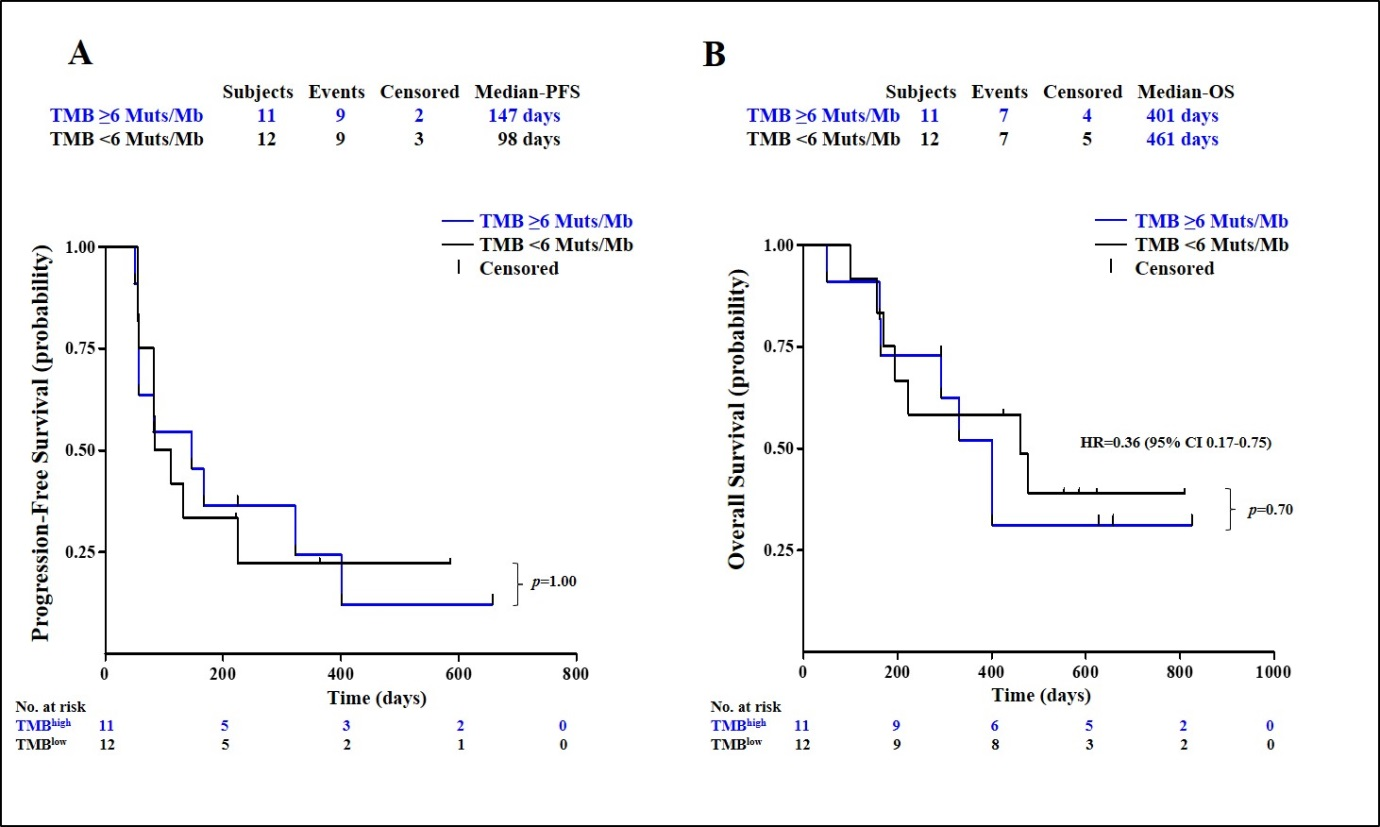 A
Subjects Events Censored Median-PFS
TMB ≥6 Muts/Mb 11 9 2 147 days
TMB <6 Muts/Mb 12 9 3 98 days
TMB ≥6 Muts/Mb
TMB <6 Muts/Mb
Censored
Progression-Free Survival (probability)
1.00
0.75
0.50
0.25
p=1.00
0 200 400 600 800
Time (days)
No. at risk
TMBhigh 11 5 3 2 0
TMBlow 12 5 2 1 0
B
Subjects Events Censored Median-OS
TMB ≥6 Muts/Mb 11 7 4 401 days
TMB <6 Muts/Mb 12 7 5 461 days
TMB ≥6 Muts/Mb
TMB <6 Muts/Mb
Censored
Overall Survival (probability)
1.00
0.75
0.50
0.25
HR=0.36 (95% CI 0.17-0.75)
p=0.70
0 200 400 600 800 1000
Time (days)
No. at risk
TMBhigh 11 9 6 5 2 0
TMBlow 12 9 8 3 2 0